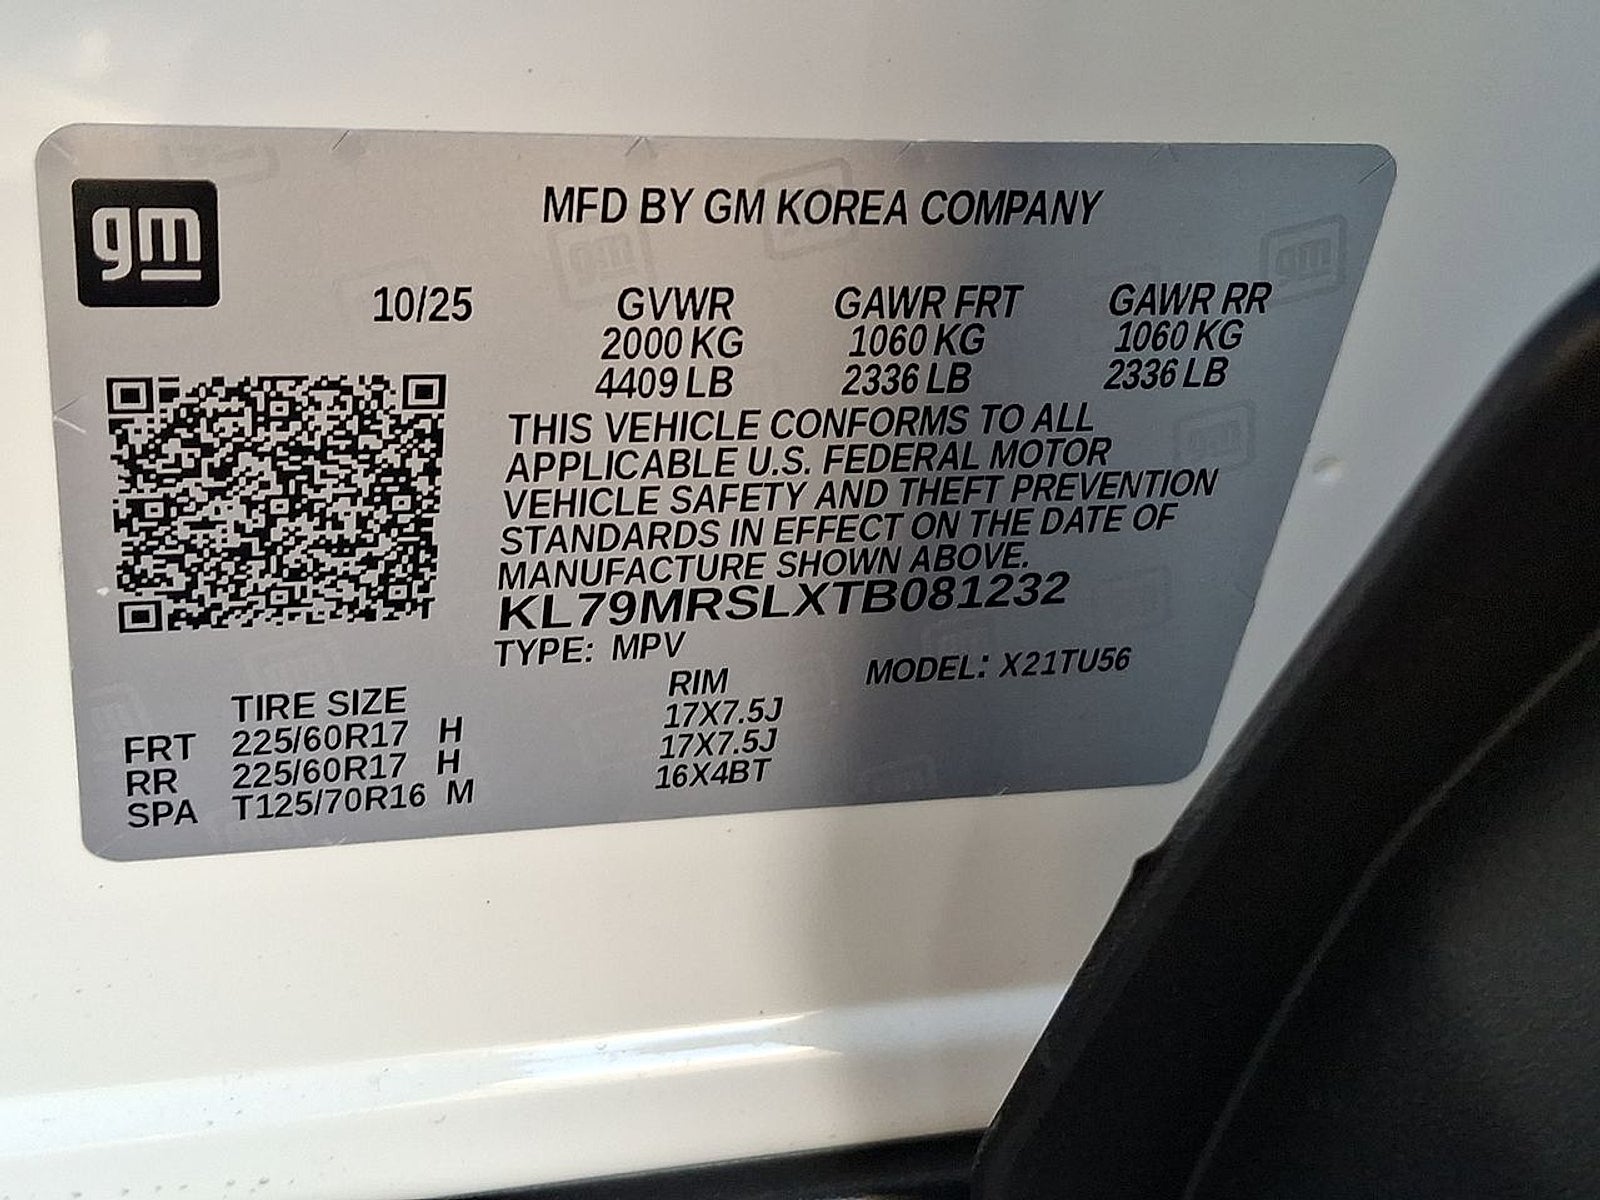 gm
MFD BY GM KOREA COMPANY
10/25 GVWR GAWR FRT GAWR RR
2000 KG 1060 KG 1060 KG
4409 LB 2336 LB 2336 LB
THIS VEHICLE CONFORMS TO ALL
APPLICABLE U.S. FEDERAL MOTOR
VEHICLE SAFETY AND THEFT PREVENTION
STANDARDS IN EFFECT ON THE DATE OF
MANUFACTURE SHOWN ABOVE.
KL79MRSLXTB081232
TYPE: MPV MODEL: X21TU56
TIRE SIZE RIM
FRT 225/60R17 H 17X7.5J
RR 225/60R17 H 17X7.5J
SPA T125/70R16 M 16X4BT